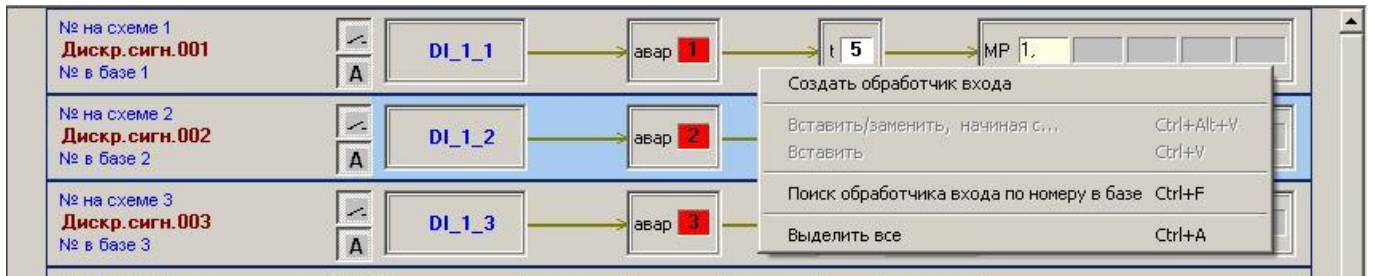 № на схеме 1
Дискр.сигн.001
№ в базе 1
A
DI_1_1
авар 1
t 5
МР 1,
Создать обработчик входа
№ на схеме 2
Дискр.сигн.002
№ в базе 2
A
DI_1_2
авар 2
Вставить/заменить, начиная с... Ctrl+Alt+V
Вставить Ctrl+V
Поиск обработчика входа по номеру в базе Ctrl+F
№ на схеме 3
Дискр.сигн.003
№ в базе 3
A
DI_1_3
авар 3
Выделить все Ctrl+A